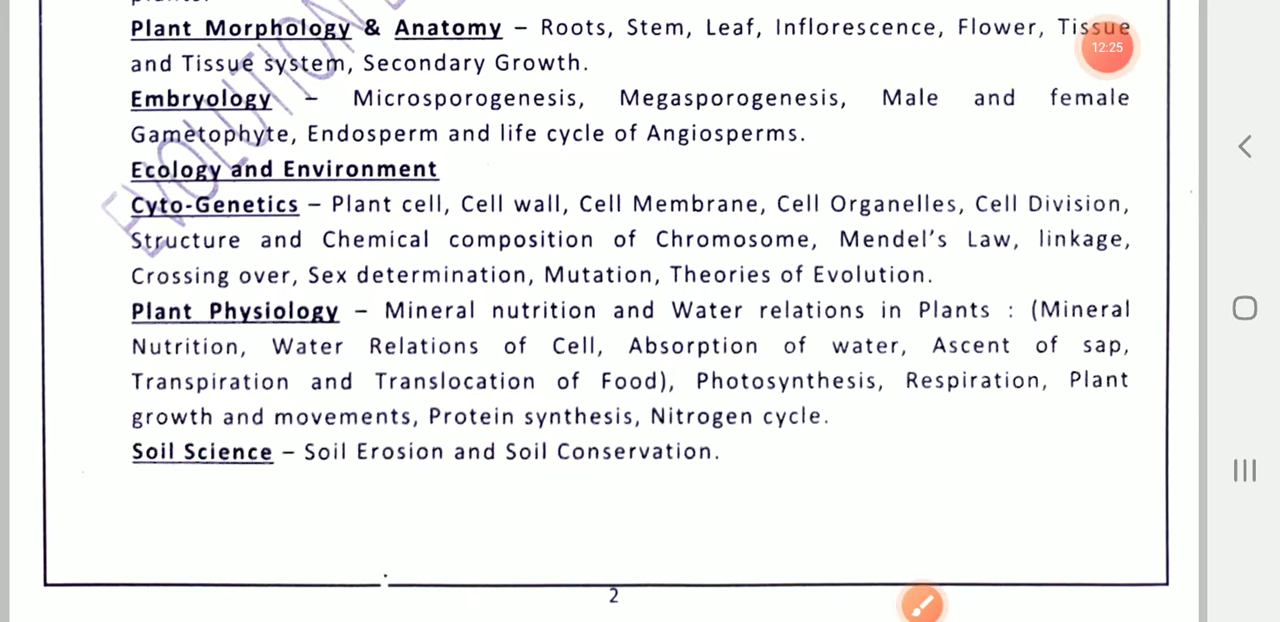 Plant Morphology & Anatomy – Roots, Stem, Leaf, Inflorescence, Flower, Tissue
12:25
and Tissue system, Secondary Growth.
Embryology – Microsporogenesis, Megasporogenesis, Male and female
Gametophyte, Endosperm and life cycle of Angiosperms.
Ecology and Environment
Cyto-Genetics – Plant cell, Cell wall, Cell Membrane, Cell Organelles, Cell Division,
Structure and Chemical composition of Chromosome, Mendel's Law, linkage,
Crossing over, Sex determination, Mutation, Theories of Evolution.
Plant Physiology – Mineral nutrition and Water relations in Plants : (Mineral
Nutrition, Water Relations of Cell, Absorption of water, Ascent of sap,
Transpiration and Translocation of Food), Photosynthesis, Respiration, Plant
growth and movements, Protein synthesis, Nitrogen cycle.
Soil Science – Soil Erosion and Soil Conservation.
2
EVOLUTION